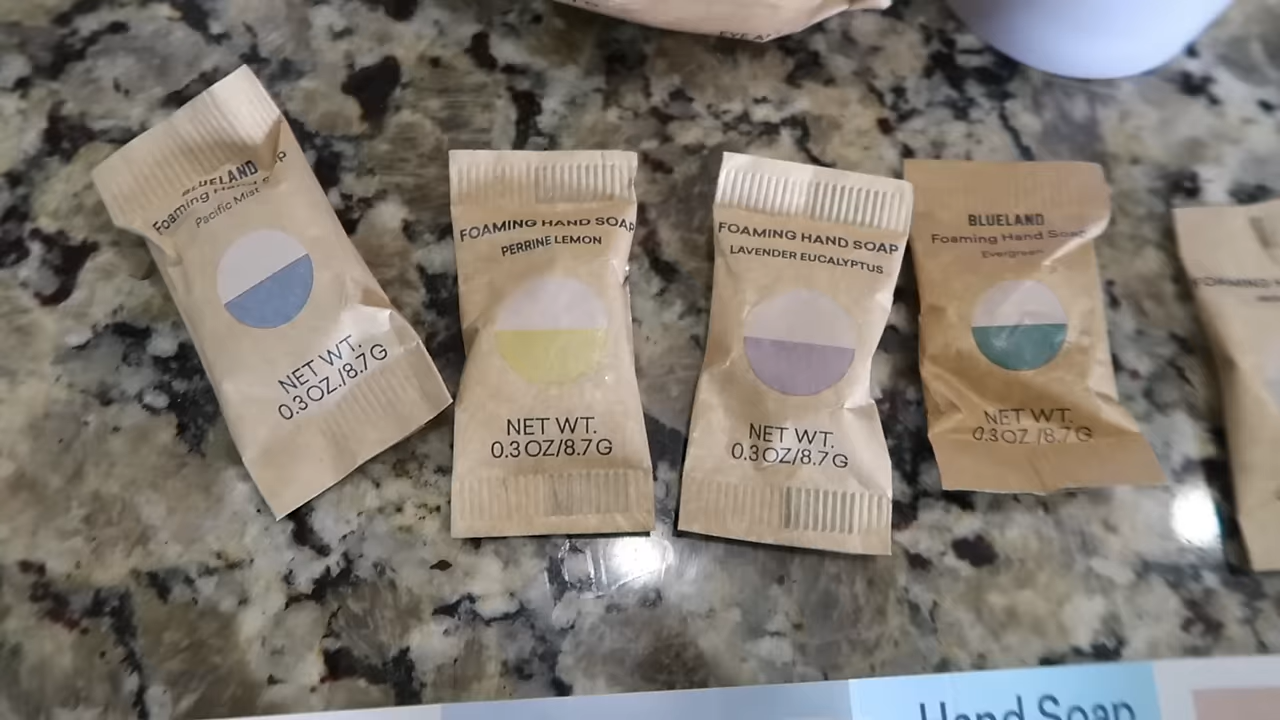 BLUELAND
Foaming Hand
Pacific Mist
NET WT.
0.3 OZ./8.7 G
FOAMING HAND SOAP
PERRINE LEMON
NET WT.
0.3 OZ/8.7 G
FOAMING HAND SOAP
LAVENDER EUCALYPTUS
NET WT.
0.3 OZ/8.7 G
BLUELAND
Foaming Hand Soap
Evergreen
NET WT.
0.3 OZ /8.7 G
FOAMING
Hand Soap